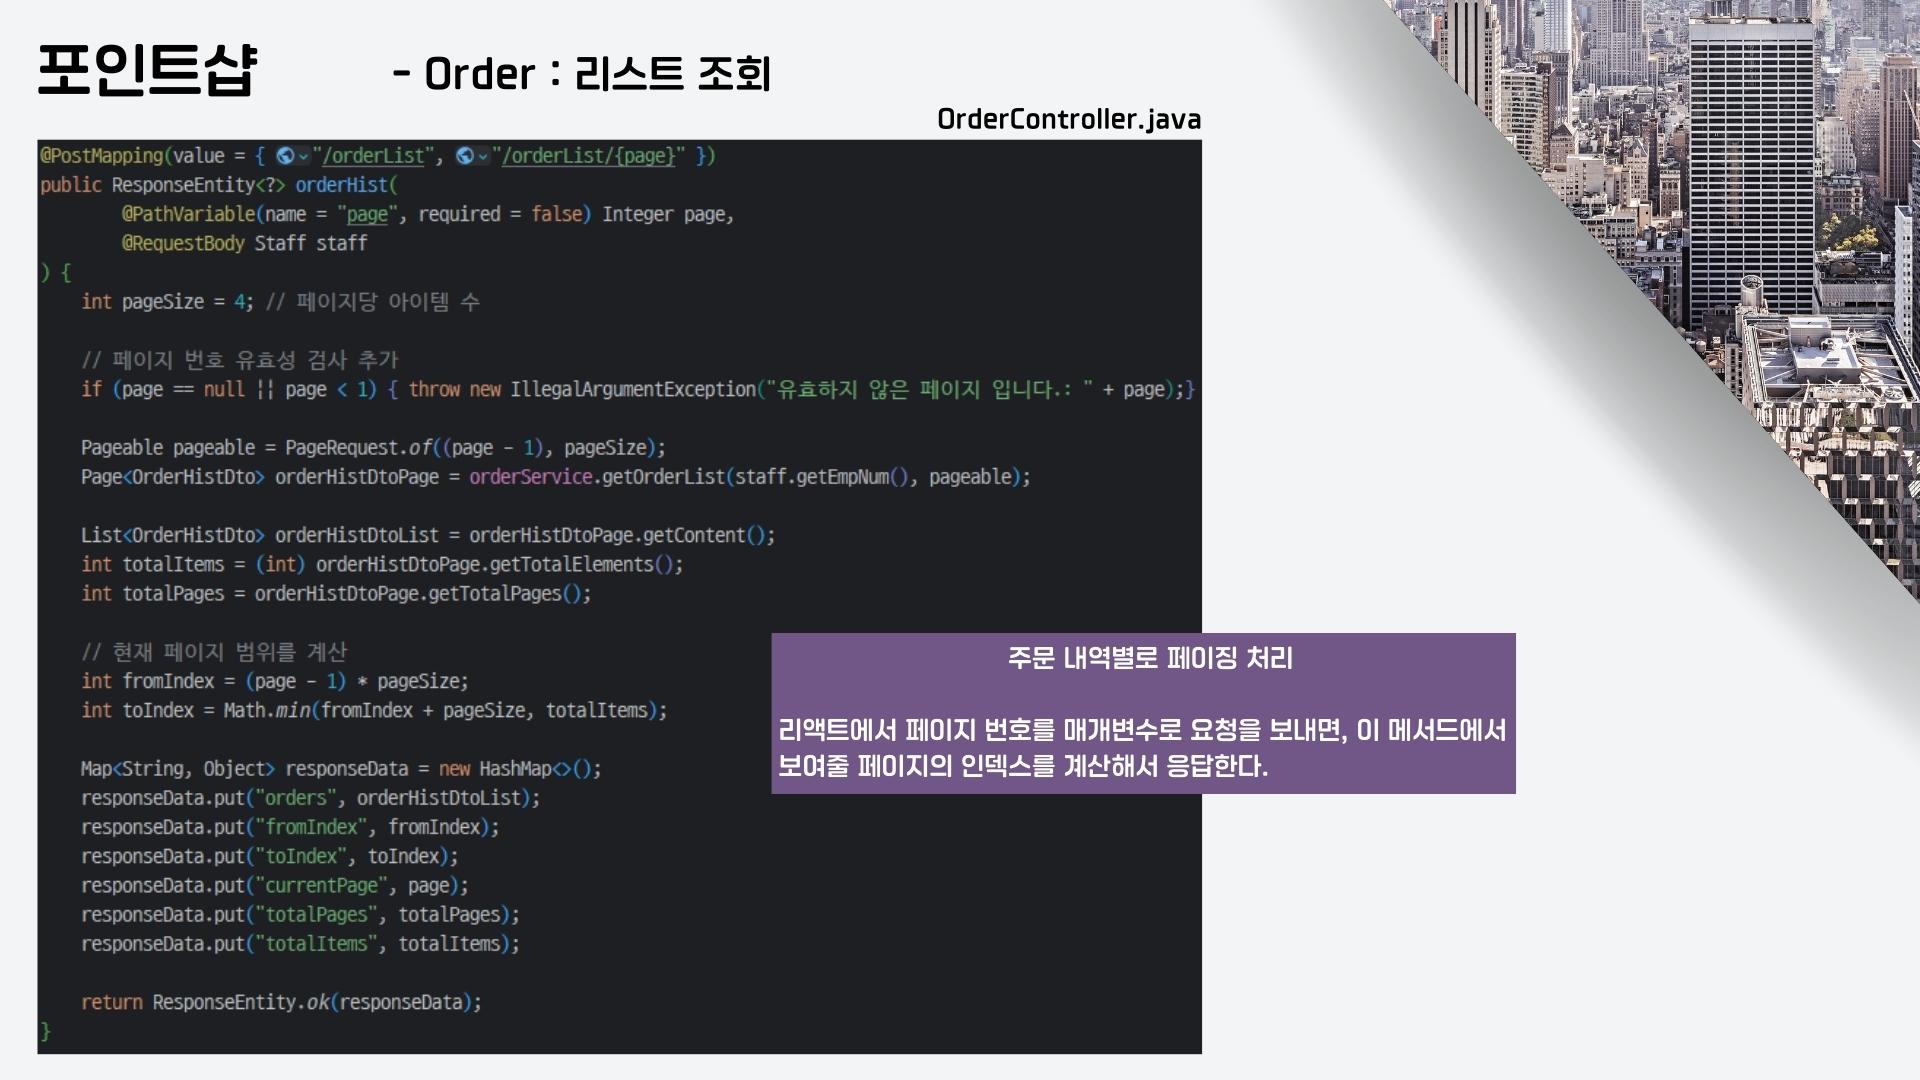 포인트샵
- Order : 리스트 조회
OrderController.java
@PostMapping(value = { "/orderList", "/orderList/{page}" })
public ResponseEntity<?> orderHist(
@PathVariable(name = "page", required = false) Integer page,
@RequestBody Staff staff
) {
int pageSize = 4; // 페이지당 아이템 수
// 페이지 번호 유효성 검사 추가
if (page == null || page < 1) { throw new IllegalArgumentException("유효하지 않은 페이지 입니다.: " + page);}
Pageable pageable = PageRequest.of((page - 1), pageSize);
Page<OrderHistDto> orderHistDtoPage = orderService.getOrderList(staff.getEmpNum(), pageable);
List<OrderHistDto> orderHistDtoList = orderHistDtoPage.getContent();
int totalItems = (int) orderHistDtoPage.getTotalElements();
int totalPages = orderHistDtoPage.getTotalPages();
// 현재 페이지 범위를 계산
int fromIndex = (page - 1) * pageSize;
int toIndex = Math.min(fromIndex + pageSize, totalItems);
Map<String, Object> responseData = new HashMap<>();
responseData.put("orders", orderHistDtoList);
responseData.put("fromIndex", fromIndex);
responseData.put("toIndex", toIndex);
responseData.put("currentPage", page);
responseData.put("totalPages", totalPages);
responseData.put("totalItems", totalItems);
return ResponseEntity.ok(responseData);
}
주문 내역별로 페이징 처리
리액트에서 페이지 번호를 매개변수로 요청을 보내면, 이 메서드에서
보여줄 페이지의 인덱스를 계산해서 응답한다.